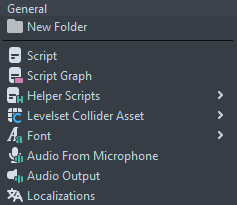 General
New Folder
Script
Script Graph
Helper Scripts
Levelset Collider Asset
Font
Audio From Microphone
Audio Output
Localizations